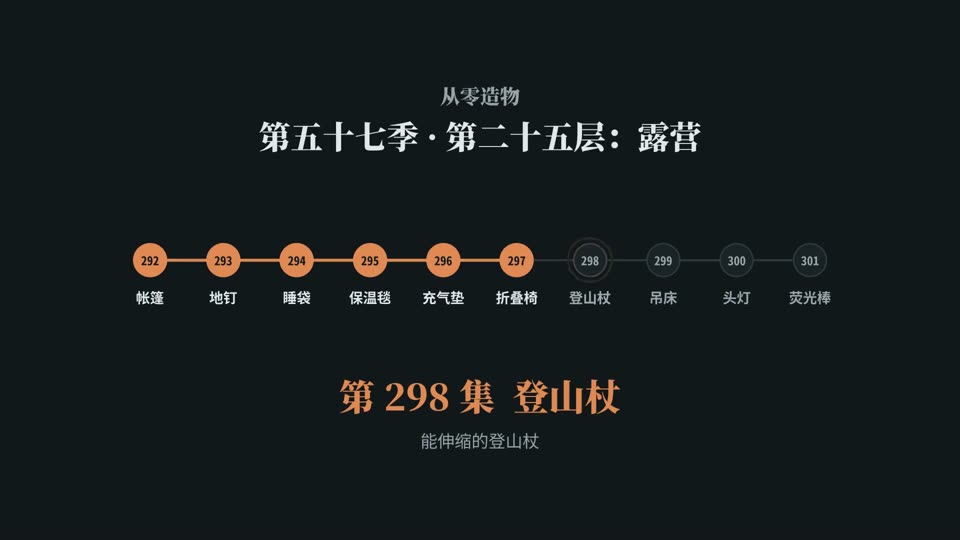 从零造物
第五十七季 · 第二十五层：露营
292 293 294 295 296 297 298 299 300 301
帐篷 地钉 睡袋 保温毯 充气垫 折叠椅 登山杖 吊床 头灯 荧光棒
第 298 集 登山杖
能伸缩的登山杖